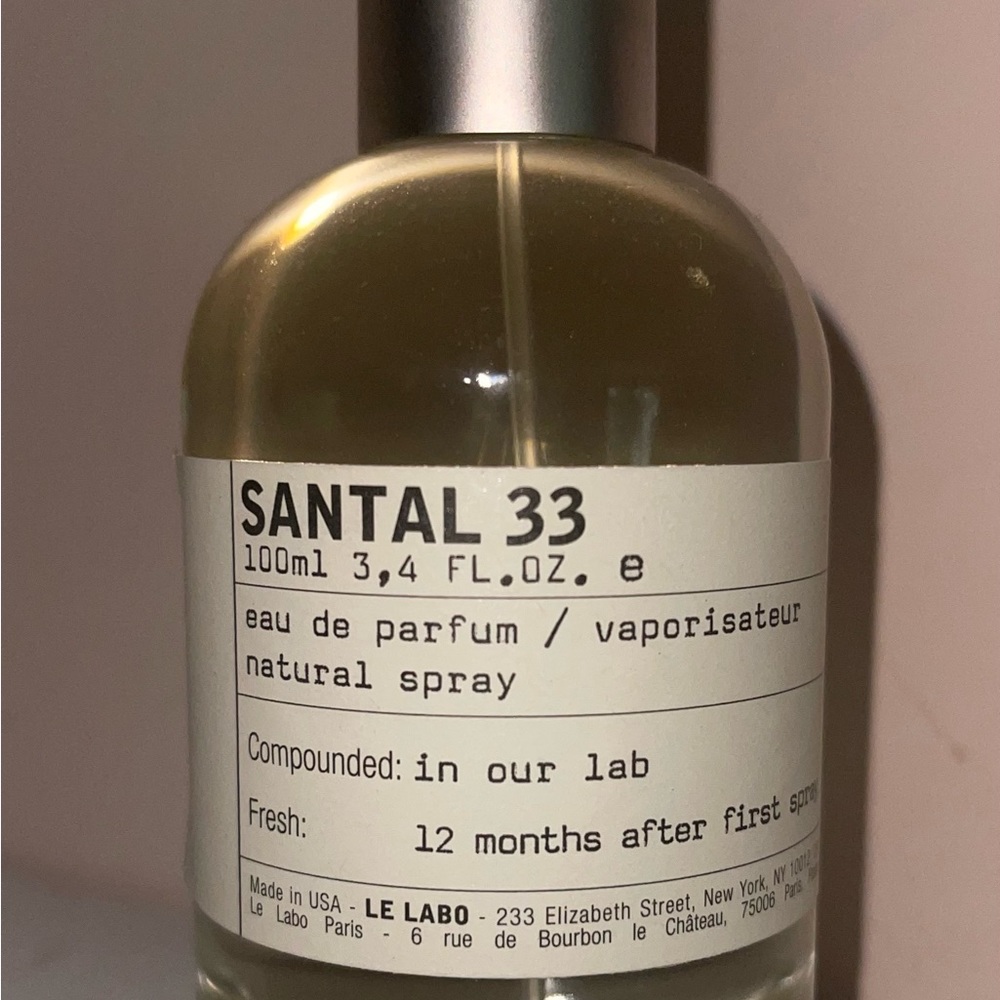 SANTAL 33
100ml 3,4 FL.OZ. e
eau de parfum / vaporisateur
natural spray
Compounded: in our lab
Fresh: 12 months after first spray
Made in USA - LE LABO - 233 Elizabeth Street, New York, NY 10012
Le Labo Paris - 6 rue de Bourbon le Château, 75006 Paris.